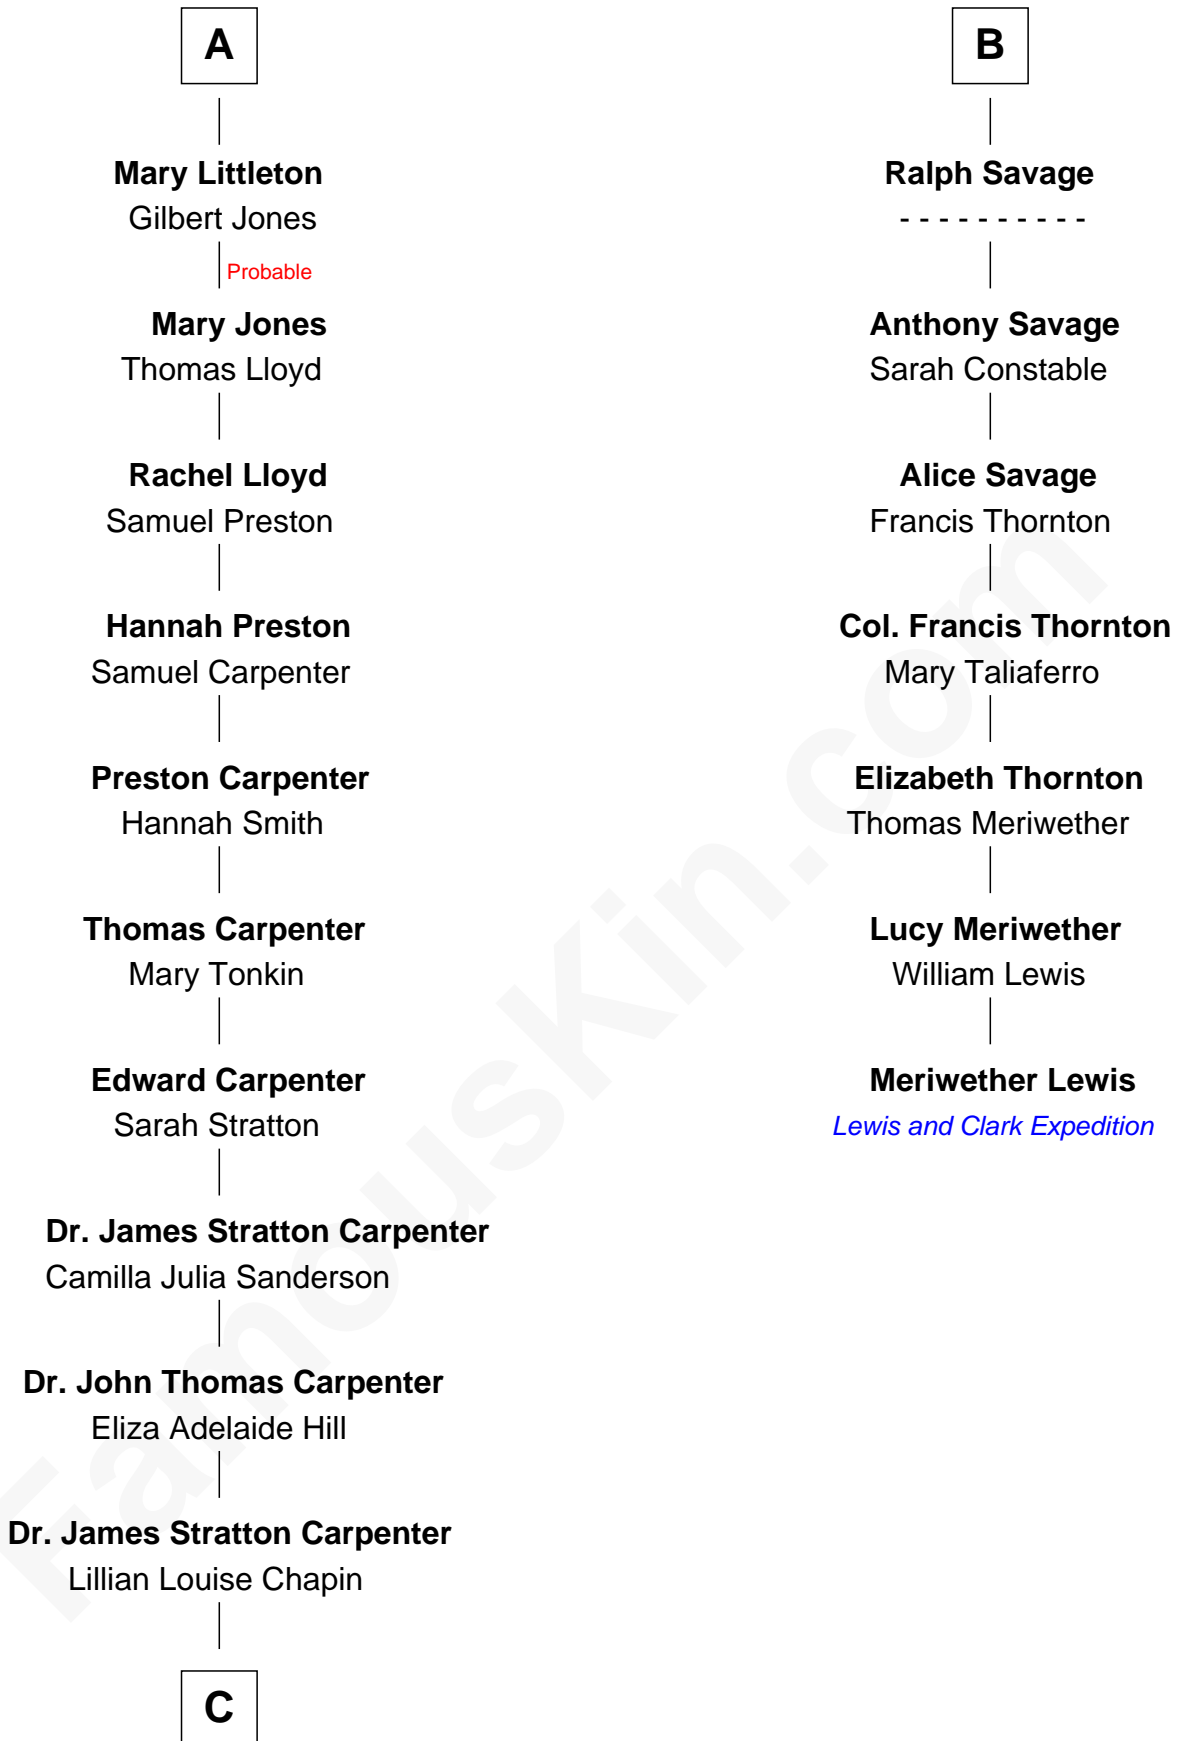 A
Mary Littleton
Gilbert Jones
Probable
Mary Jones
Thomas Lloyd
Rachel Lloyd
Samuel Preston
Hannah Preston
Samuel Carpenter
Preston Carpenter
Hannah Smith
Thomas Carpenter
Mary Tonkin
Edward Carpenter
Sarah Stratton
Dr. James Stratton Carpenter
Camilla Julia Sanderson
Dr. John Thomas Carpenter
Eliza Adelaide Hill
Dr. James Stratton Carpenter
Lillian Louise Chapin
C
B
Ralph Savage
- - - - - - - - - -
Anthony Savage
Sarah Constable
Alice Savage
Francis Thornton
Col. Francis Thornton
Mary Taliaferro
Elizabeth Thornton
Thomas Meriwether
Lucy Meriwether
William Lewis
Meriwether Lewis
Lewis and Clark Expedition
FamousKin.com